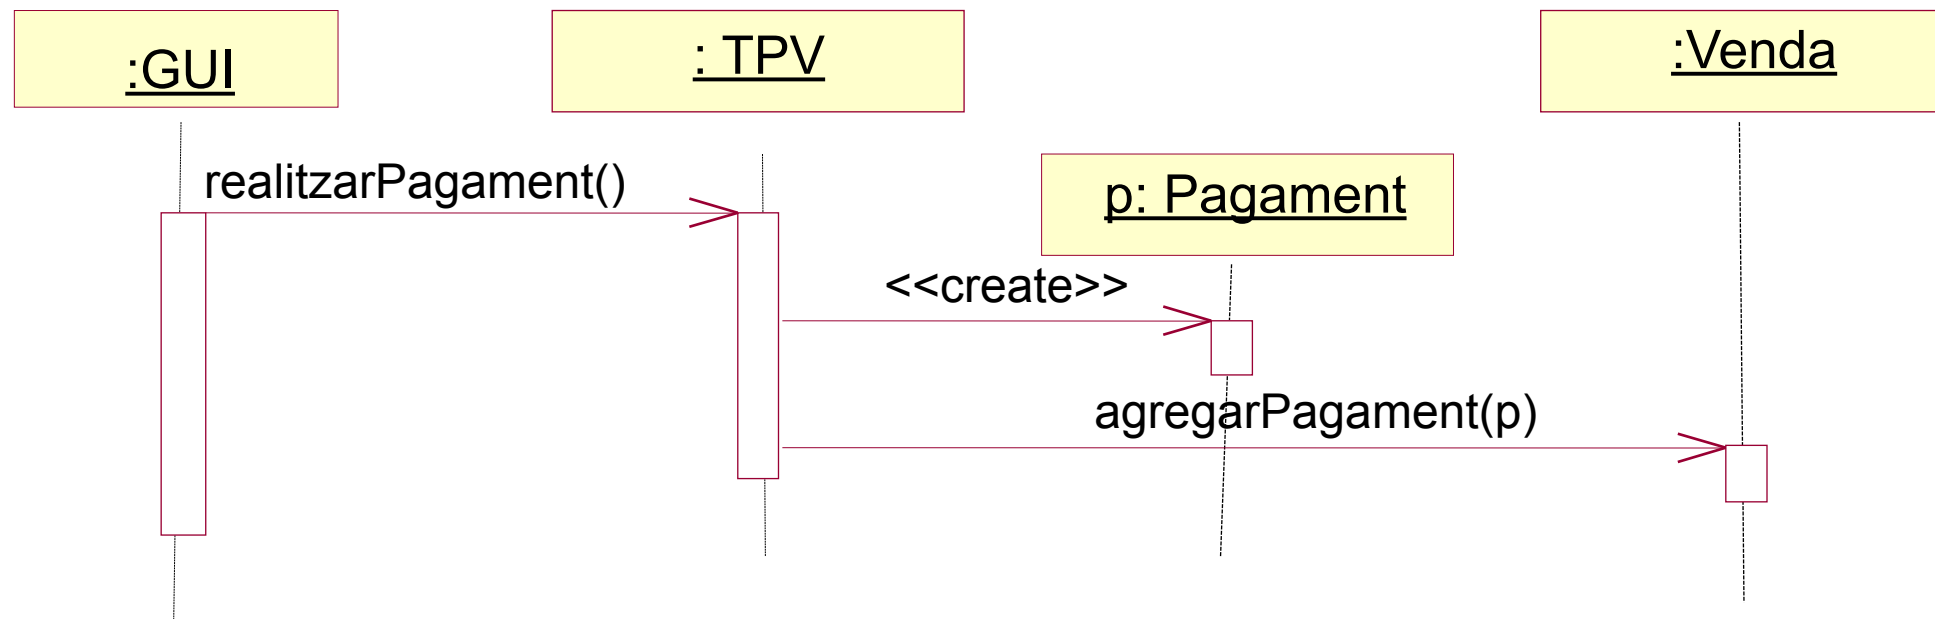 :GUI
: TPV
:Venda
realitzarPagament()
p: Pagament
<<create>>
agregarPagament(p)